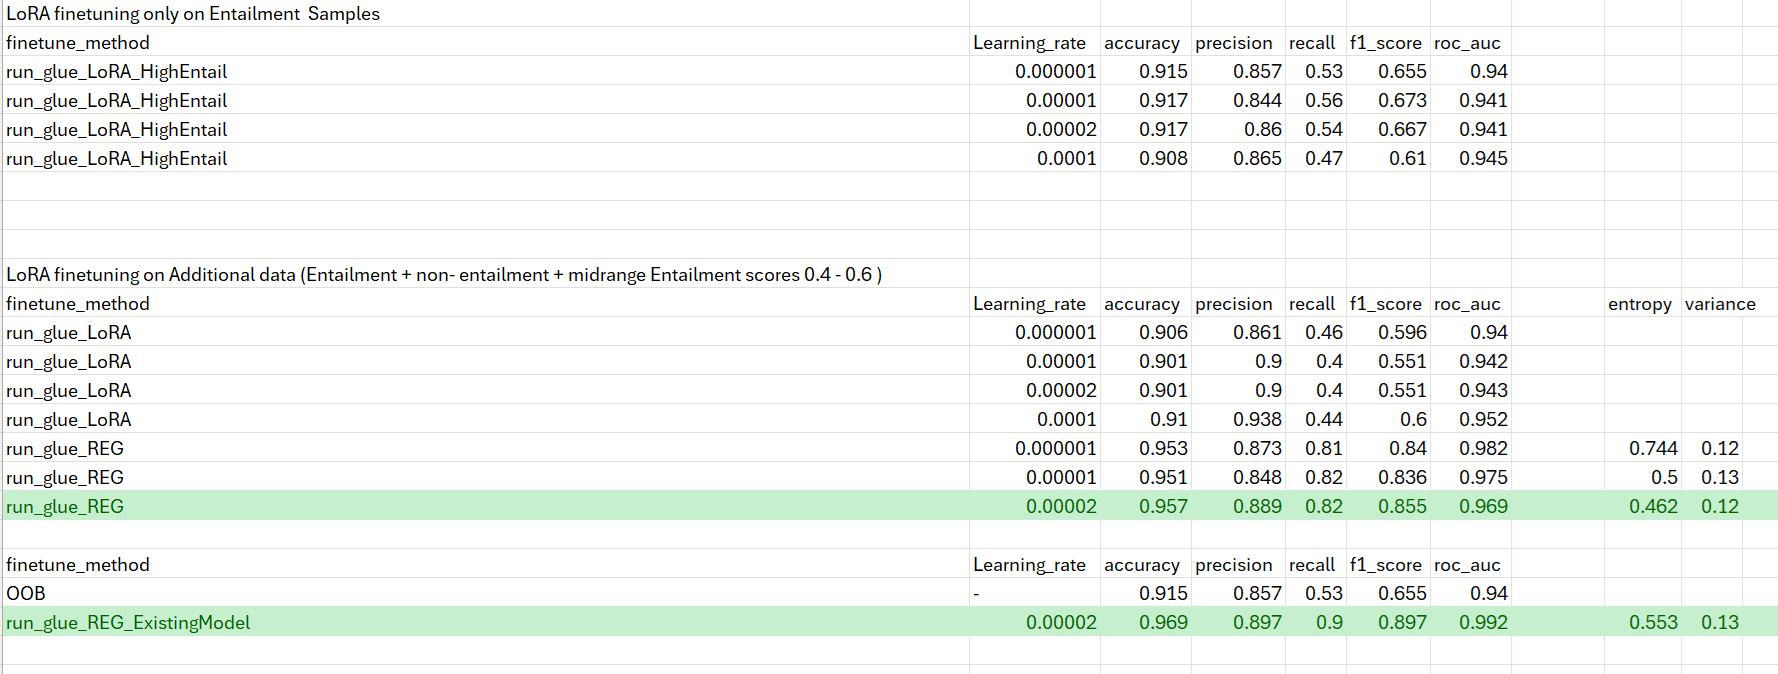 LoRA finetuning only on Entailment  Samples
finetune_method Learning_rate accuracy precision recall f1_score roc_auc
run_glue_LoRA_HighEntail 0.000001 0.915 0.857 0.53 0.655 0.94
run_glue_LoRA_HighEntail 0.00001 0.917 0.844 0.56 0.673 0.941
run_glue_LoRA_HighEntail 0.00002 0.917 0.86 0.54 0.667 0.941
run_glue_LoRA_HighEntail 0.0001 0.908 0.865 0.47 0.61 0.945
LoRA finetuning on Additional data (Entailment + non- entailment + midrange Entailment scores 0.4 - 0.6 )
finetune_method Learning_rate accuracy precision recall f1_score roc_auc entropy variance
run_glue_LoRA 0.000001 0.906 0.861 0.46 0.596 0.94
run_glue_LoRA 0.00001 0.901 0.9 0.4 0.551 0.942
run_glue_LoRA 0.00002 0.901 0.9 0.4 0.551 0.943
run_glue_LoRA 0.0001 0.91 0.938 0.44 0.6 0.952
run_glue_REG 0.000001 0.953 0.873 0.81 0.84 0.982 0.744 0.12
run_glue_REG 0.00001 0.951 0.848 0.82 0.836 0.975 0.5 0.13
run_glue_REG 0.00002 0.957 0.889 0.82 0.855 0.969 0.462 0.12
finetune_method Learning_rate accuracy precision recall f1_score roc_auc
OOB - 0.915 0.857 0.53 0.655 0.94
run_glue_REG_ExistingModel 0.00002 0.969 0.897 0.9 0.897 0.992 0.553 0.13